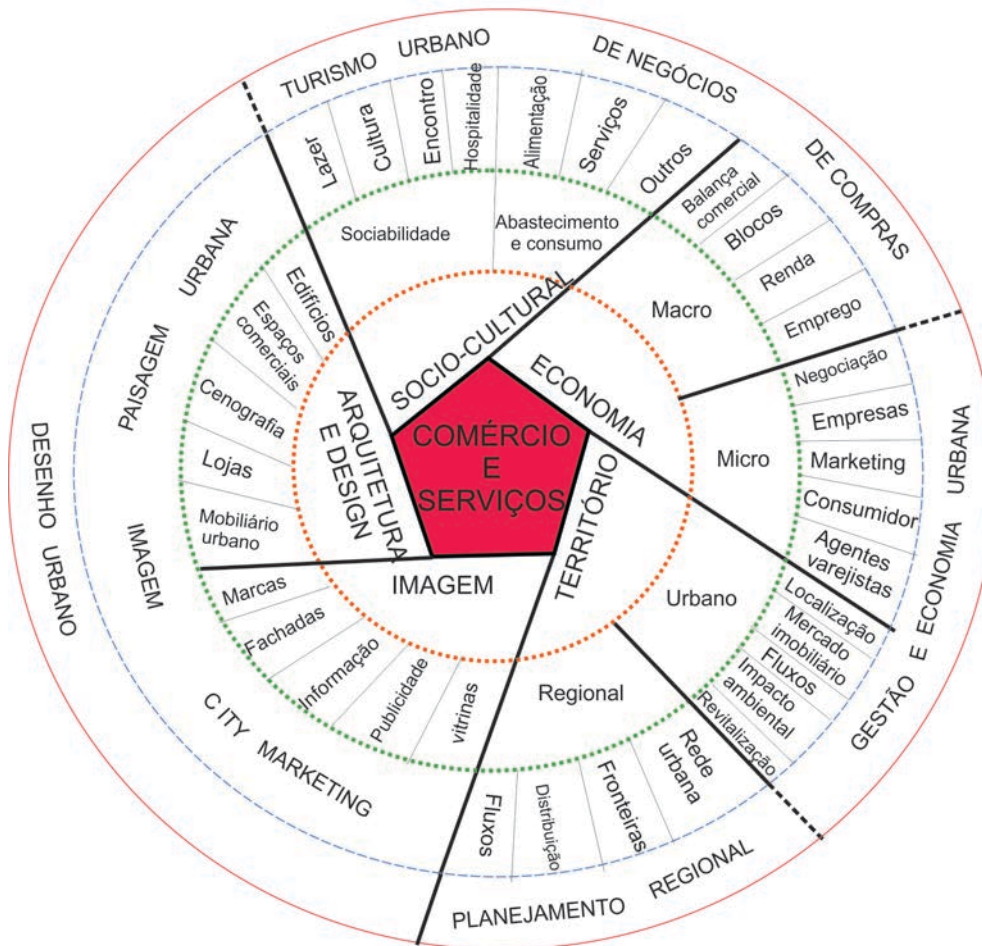 TURISMO URBANO
DE NEGÓCIOS
DE COMPRAS
GESTÃO E ECONOMIA URBANA
PLANEJAMENTO REGIONAL
CITY MARKETING
DESENHO URBANO
IMAGEM
PAISAGEM URBANA
Lazer
Cultura
Encontro
Hospitalidade
Alimentação
Serviços
Outros
Balança
comercial
Blocos
Renda
Emprego
Negociação
Empresas
Marketing
Consumidor
Agentes
varejistas
Localização
Mercado
imobiliário
Fluxos
Impacto
ambiental
Revitalização
Rede
urbana
Fronteiras
Distribuição
Fluxos
vitrinas
Publicidade
Informação
Fachadas
Marcas
Mobiliário
urbano
Lojas
Cenografia
Espaços
comerciais
Edifícios
Sociabilidade
Abastecimento
e consumo
Macro
Micro
Urbano
Regional
SOCIO-CULTURAL
ECONOMIA
TERRITÓRIO
IMAGEM
ARQUITETURA
E DESIGN
COMÉRCIO
E
SERVIÇOS